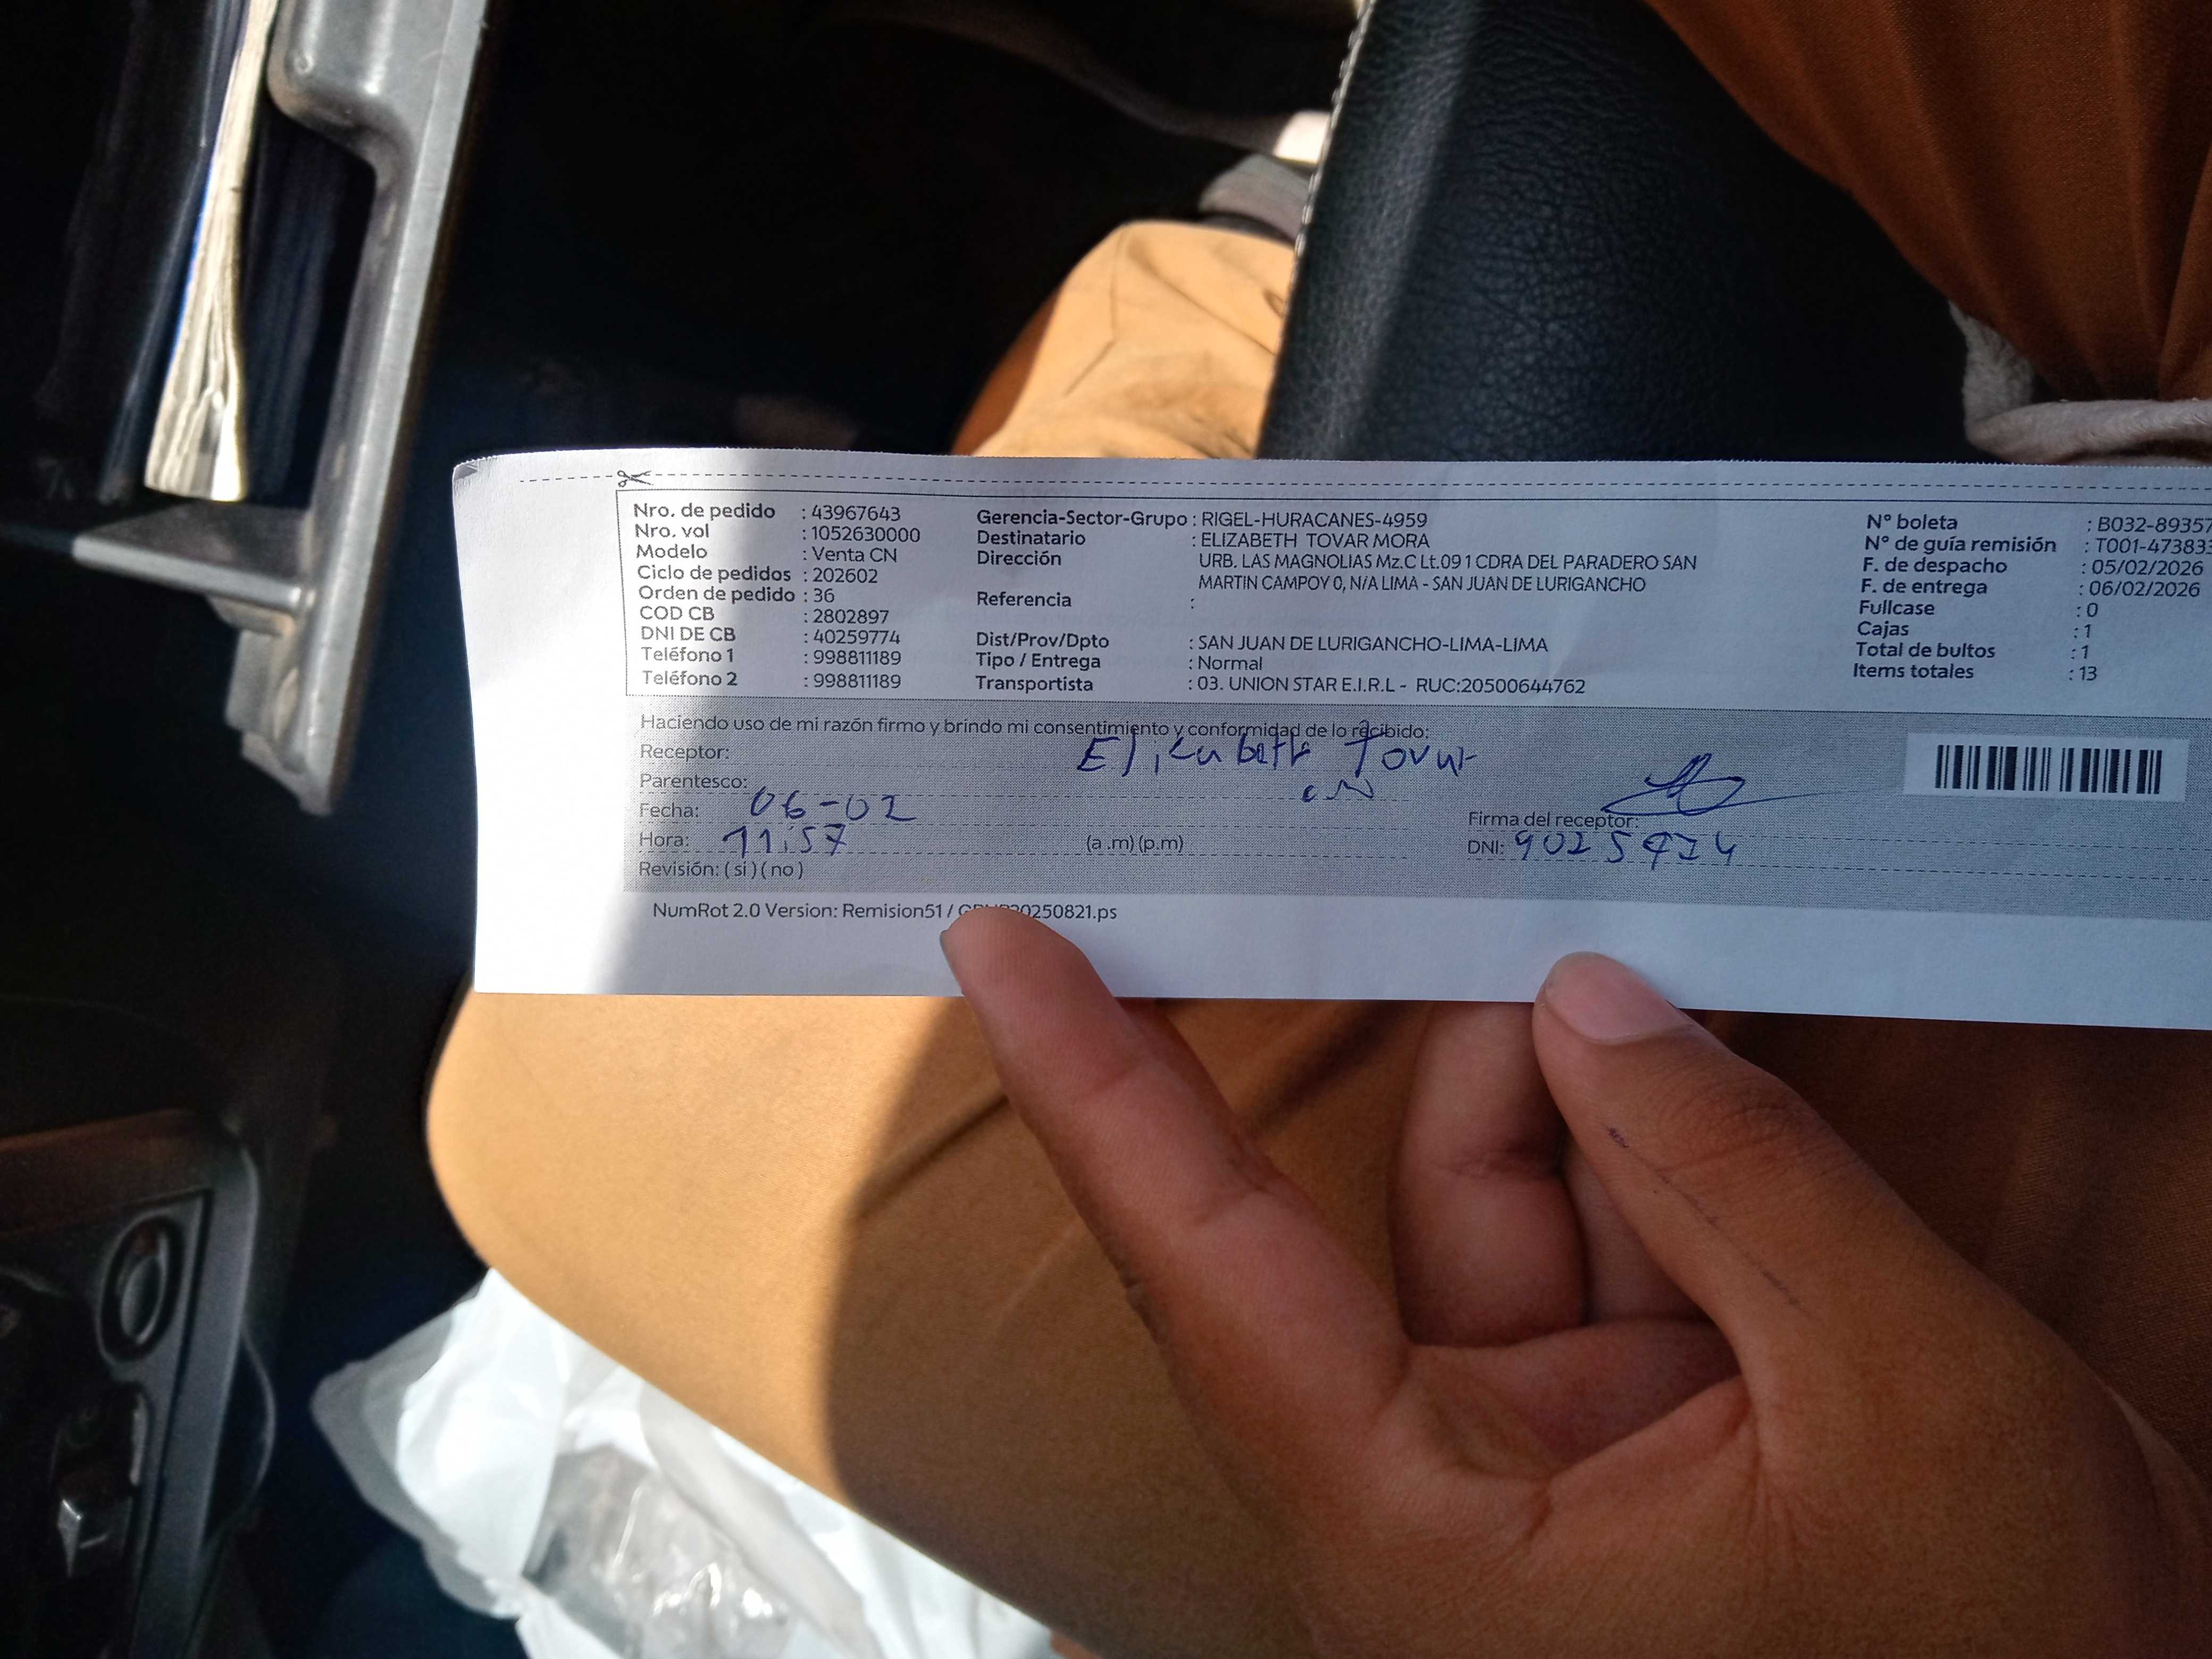 Nro. de pedido : 43967643
Nro. vol : 1052630000
Modelo : Venta CN
Ciclo de pedidos : 202602
Orden de pedido : 36
COD CB : 2802897
DNI DE CB : 40259774
Teléfono 1 : 998811189
Teléfono 2 : 998811189
Gerencia-Sector-Grupo : RIGEL-HURACANES-4959
Destinatario : ELIZABETH TOVAR MORA
Dirección URB. LAS MAGNOLIAS Mz.C Lt.09 1 CDRA DEL PARADERO SAN
MARTIN CAMPOY 0, N/A LIMA - SAN JUAN DE LURIGANCHO
Referencia :
Dist/Prov/Dpto : SAN JUAN DE LURIGANCHO-LIMA-LIMA
Tipo / Entrega : Normal
Transportista : 03. UNION STAR E.I.R.L - RUC:20500644762
N° boleta : B032-89357
N° de guía remisión : T001-473833
F. de despacho : 05/02/2026
F. de entrega : 06/02/2026
Fullcase : 0
Cajas : 1
Total de bultos : 1
Items totales : 13
Haciendo uso de mi razón firmo y brindo mi consentimiento y conformidad de lo recibido:
Receptor: Elizabeth Tovar
Parentesco: CN
Fecha: 06-02
Hora: 11:57 (a .m) (p.m)
Revisión: ( si ) ( no )
Firma del receptor:
DNI:
NumRot 2.0 Version: Remision51 /